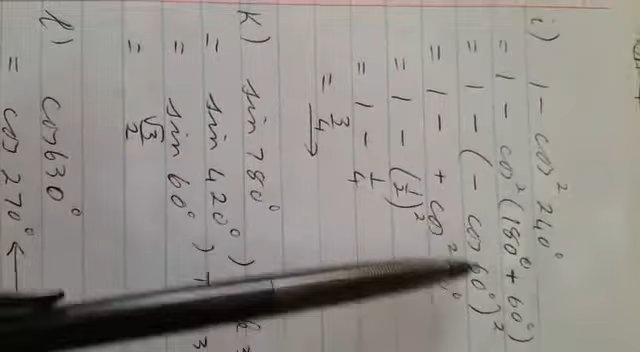 i) 1 - cos² 240°
= 1 - cos² (180° + 60°)
= 1 - (- cos 60°)²
= 1 - + cos²
= 1 - (1/2)²
= 1 - 1/4
= 3/4
k) sin 780°
= sin 420°
= sin 60°
= √3/2
l) cos 630°
= cos 270° ←